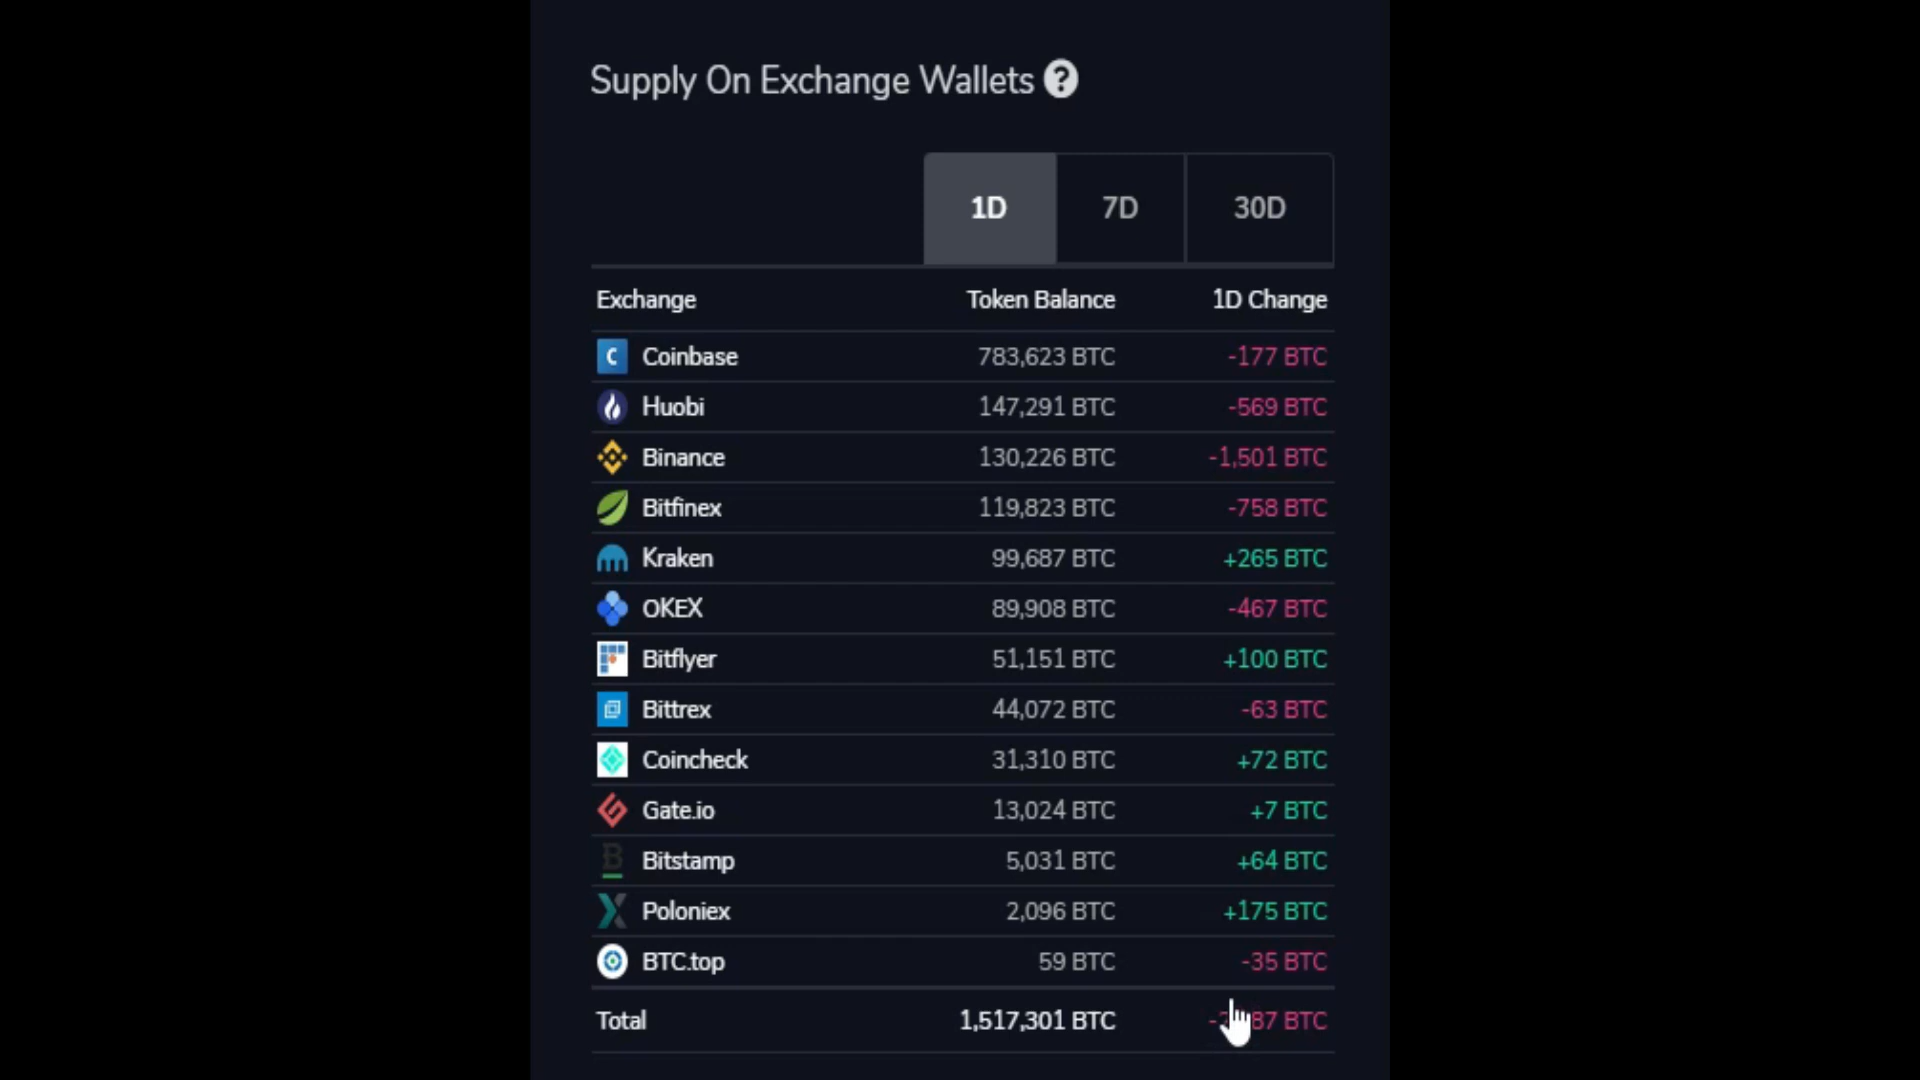 Supply On Exchange Wallets ?
1D 7D 30D
Exchange Token Balance 1D Change
Coinbase 783,623 BTC -177 BTC
Huobi 147,291 BTC -569 BTC
Binance 130,226 BTC -1,501 BTC
Bitfinex 119,823 BTC -758 BTC
Kraken 99,687 BTC +265 BTC
OKEX 89,908 BTC -467 BTC
Bitflyer 51,151 BTC +100 BTC
Bittrex 44,072 BTC -63 BTC
Coincheck 31,310 BTC +72 BTC
Gate.io 13,024 BTC +7 BTC
Bitstamp 5,031 BTC +64 BTC
Poloniex 2,096 BTC +175 BTC
BTC.top 59 BTC -35 BTC
Total 1,517,301 BTC BTC